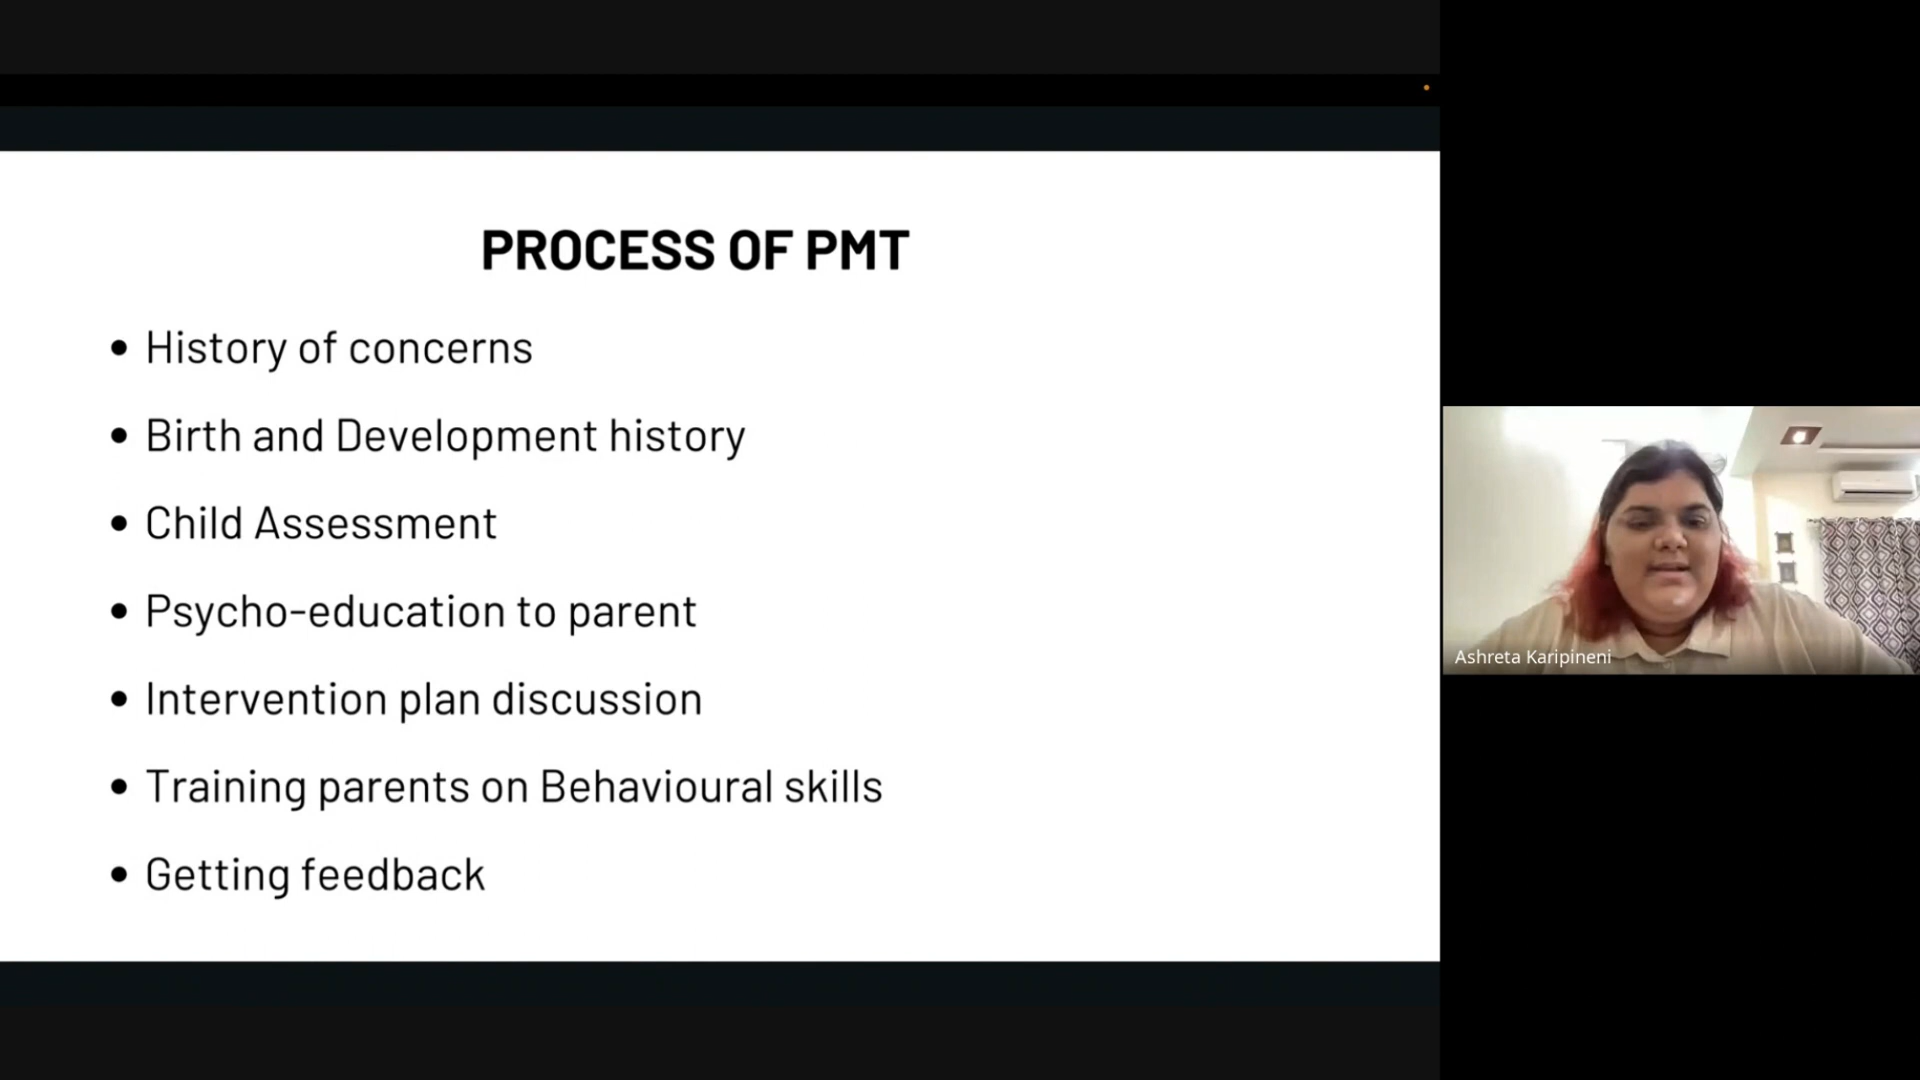 PROCESS OF PMT
• History of concerns
• Birth and Development history
• Child Assessment
• Psycho-education to parent
• Intervention plan discussion
• Training parents on Behavioural skills
• Getting feedback
Ashreta Karipineni